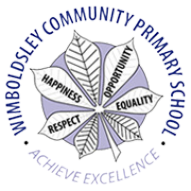 • WIMBOLDSLEY COMMUNITY PRIMARY SCHOOL •
HAPPINESS
OPPORTUNITY
EQUALITY
RESPECT
ACHIEVE EXCELLENCE